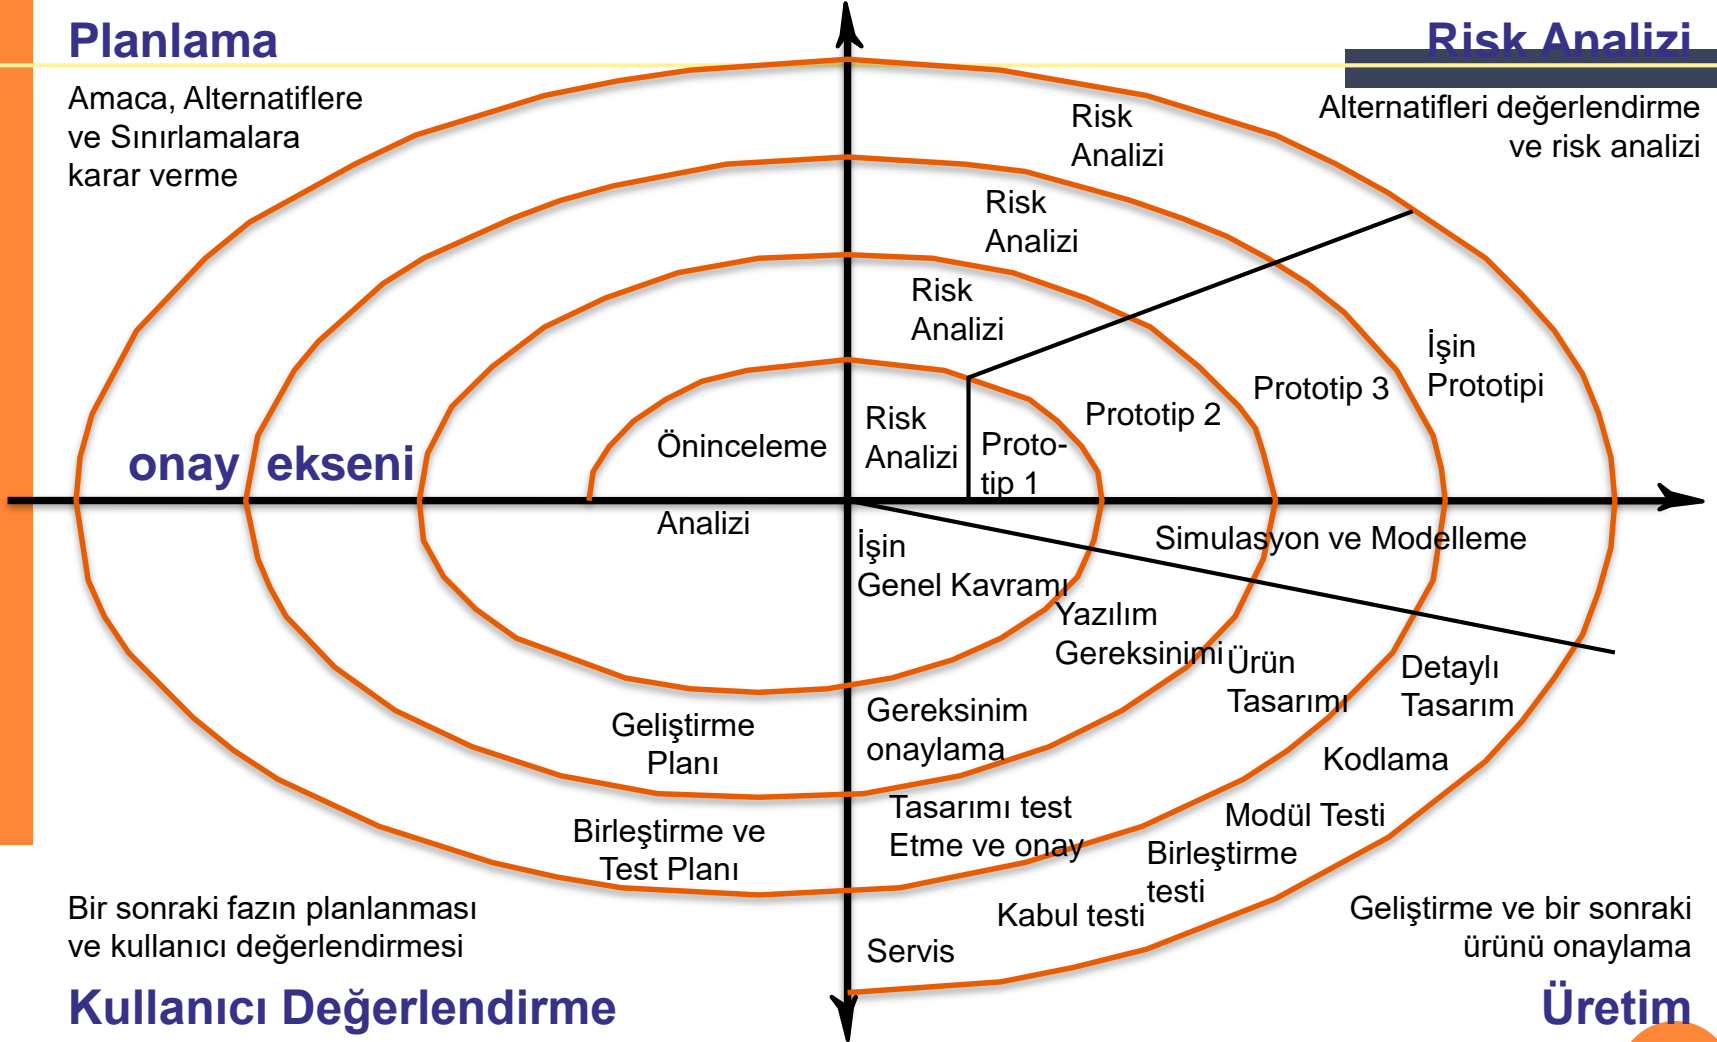 Planlama
Risk Analizi
Amaca, Alternatiflere
ve Sınırlamalara
karar verme
Alternatifleri değerlendirme
ve risk analizi
Risk
Analizi
Risk
Analizi
Risk
Analizi
İşin
Prototipi
Prototip 3
Prototip 2
Risk
Analizi
Proto-
tip 1
Öninceleme
onay ekseni
Analizi
İşin
Genel Kavramı
Simulasyon ve Modelleme
Yazılım
Gereksinimi
Ürün
Tasarımı
Detaylı
Tasarım
Geliştirme
Planı
Gereksinim
onaylama
Kodlama
Tasarımı test
Etme ve onay
Modül Testi
Birleştirme ve
Test Planı
Birleştirme
testi
Kabul testi
Servis
Bir sonraki fazın planlanması
ve kullanıcı değerlendirmesi
Geliştirme ve bir sonraki
ürünü onaylama
Kullanıcı Değerlendirme
Üretim